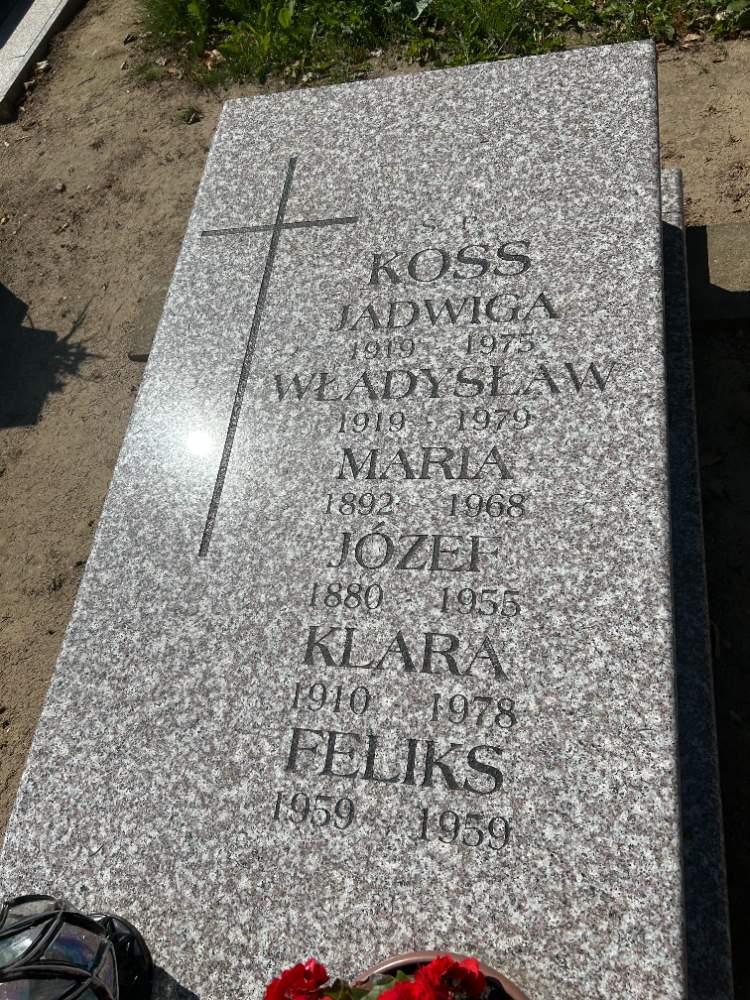 Ś. P.
KOSS
JADWIGA
1919 1975
WŁADYSŁAW
1919 1979
MARIA
1892 1968
JÓZEF
1880 1955
KLARA
1910 1978
FELIKS
1959 1959